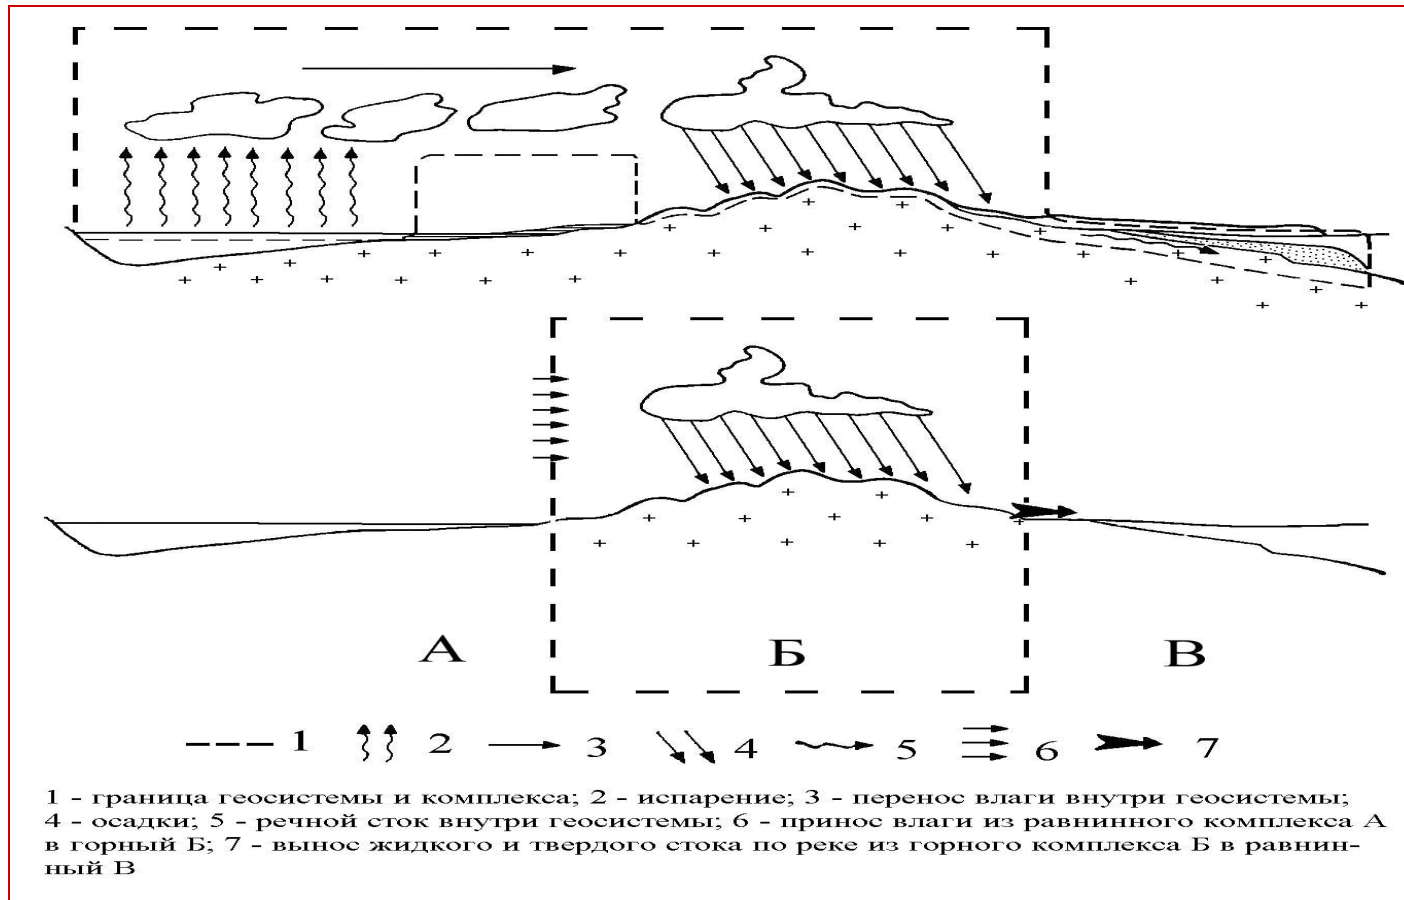 А Б В
1 2 3 4 5 6 7
1 - граница геосистемы и комплекса; 2 - испарение; 3 - перенос влаги внутри геосистемы;
4 - осадки; 5 - речной сток внутри геосистемы; 6 - принос влаги из равнинного комплекса А
в горный Б; 7 - вынос жидкого и твердого стока по реке из горного комплекса Б в равнин-
ный В